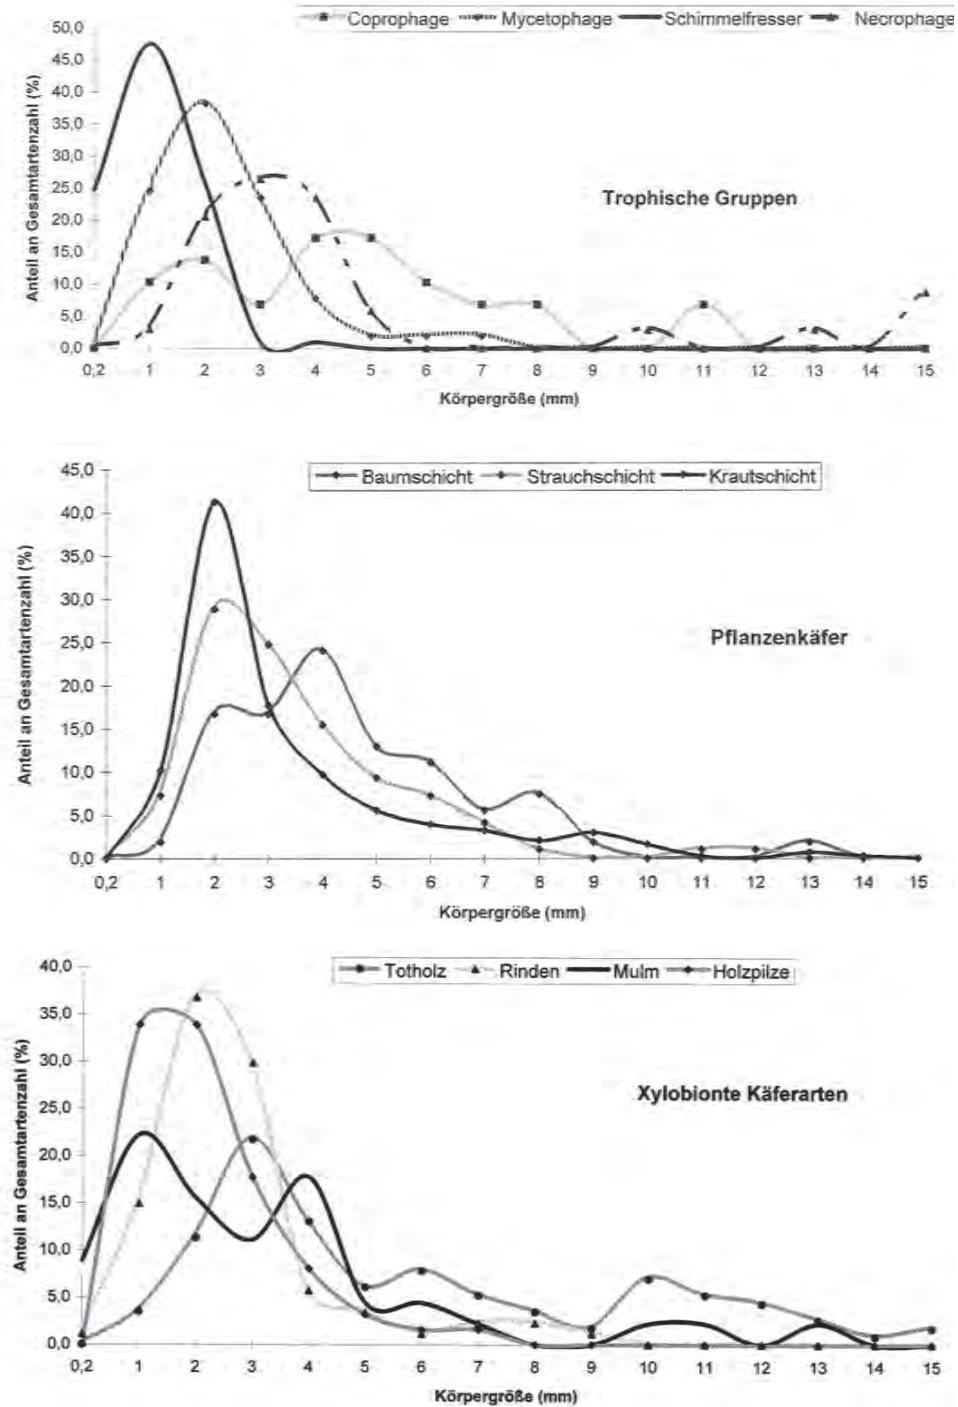 Coprophage Mycetophage Schimmelfresser Necrophage
50,0
45,0
40,0
35,0
30,0
25,0
20,0
15,0
10,0
5,0
0,0
Anteil an Gesamtartenzahl (%)
Trophische Gruppen
0,2 1 2 3 4 5 6 7 8 9 10 11 12 13 14 15
Körpergröße (mm)
Baumschicht Strauchschicht Krautschicht
45,0
40,0
35,0
30,0
25,0
20,0
15,0
10,0
5,0
0,0
Anteil an Gesamtartenzahl (%)
Pflanzenkäfer
0,2 1 2 3 4 5 6 7 8 9 10 11 12 13 14 15
Körpergröße (mm)
Totholz Rinden Mulm Holzpilze
40,0
35,0
30,0
25,0
20,0
15,0
10,0
5,0
0,0
Anteil an Gesamtartenzahl (%)
Xylobionte Käferarten
0,2 1 2 3 4 5 6 7 8 9 10 11 12 13 14 15
Körpergröße (mm)